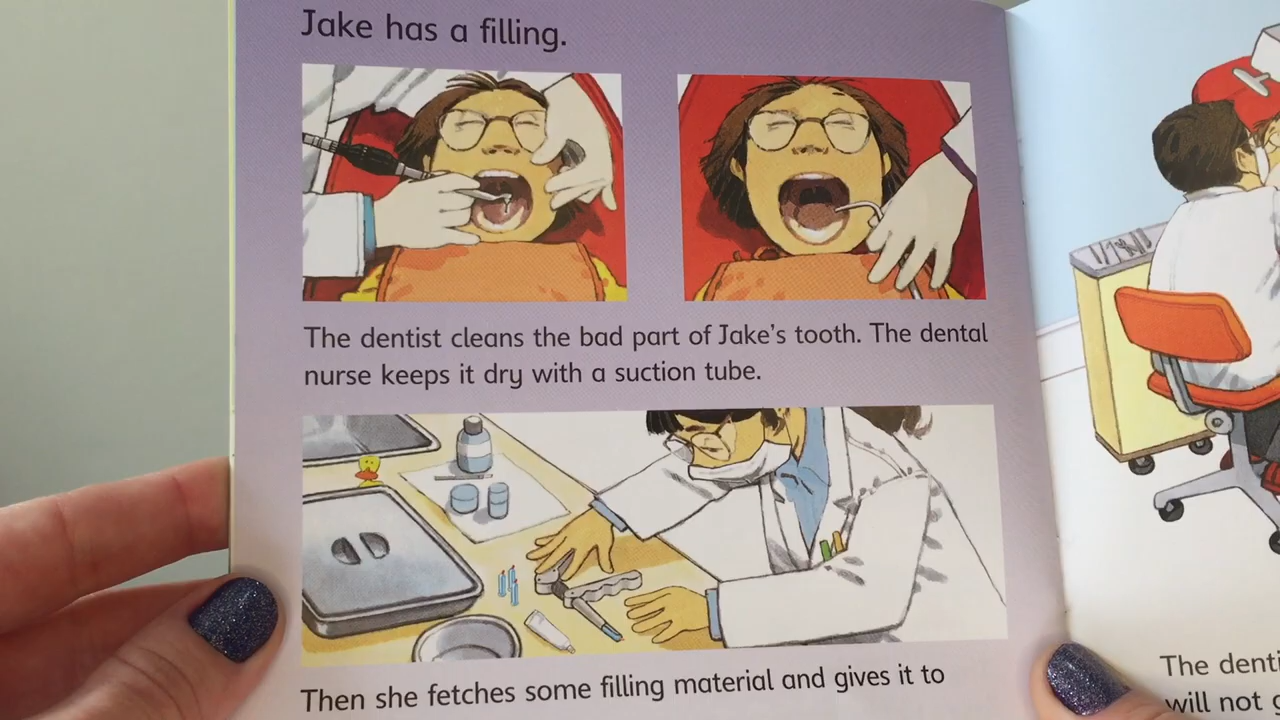 Jake has a filling.
The dentist cleans the bad part of Jake's tooth. The dental
nurse keeps it dry with a suction tube.
Then she fetches some filling material and gives it to
The denti
will not g